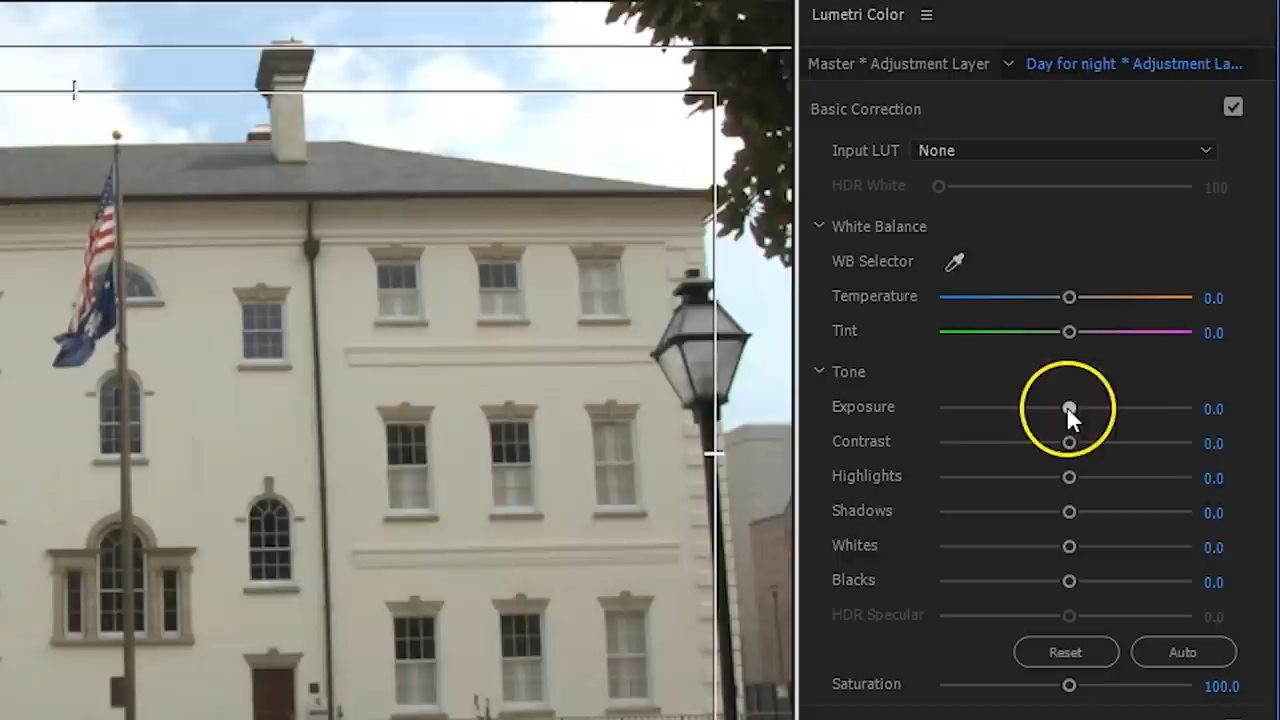 Lumetri Color
Master * Adjustment Layer Day for night * Adjustment La...
Basic Correction
Input LUT None
HDR White 100
White Balance
WB Selector
Temperature 0.0
Tint 0.0
Tone
Exposure 0.0
Contrast 0.0
Highlights 0.0
Shadows 0.0
Whites 0.0
Blacks 0.0
HDR Specular 0.0
Reset Auto
Saturation 100.0